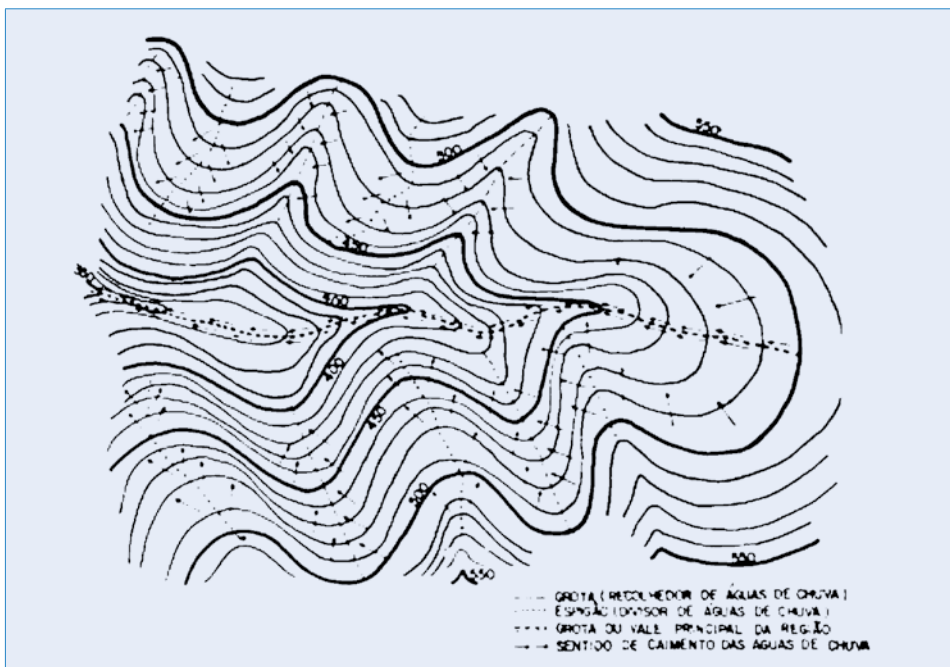 550
500
450
350
400
400
450
500
550
550
GROTA (RECOLHEDOR DE ÁGUAS DE CHUVA)
ESPIGÃO (DIVISOR DE ÁGUAS DE CHUVA)
GROTA OU VALE PRINCIPAL DA REGIÃO
SENTIDO DE CAIMENTO DAS ÁGUAS DE CHUVA